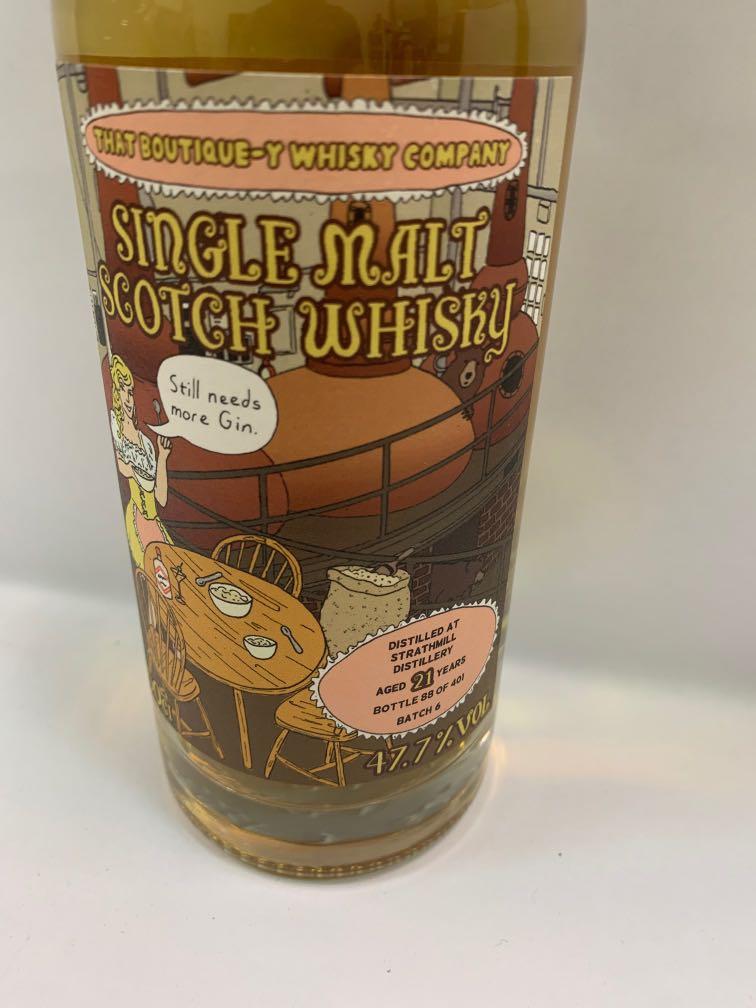 THAT BOUTIQUE-Y WHISKY COMPANY
SINGLE MALT
SCOTCH WHISKY
Still needs
more Gin.
DISTILLED AT
STRATHMILL
DISTILLERY
AGED 21 YEARS
BOTTLE 88 OF 401
BATCH 6
47.7% VOL